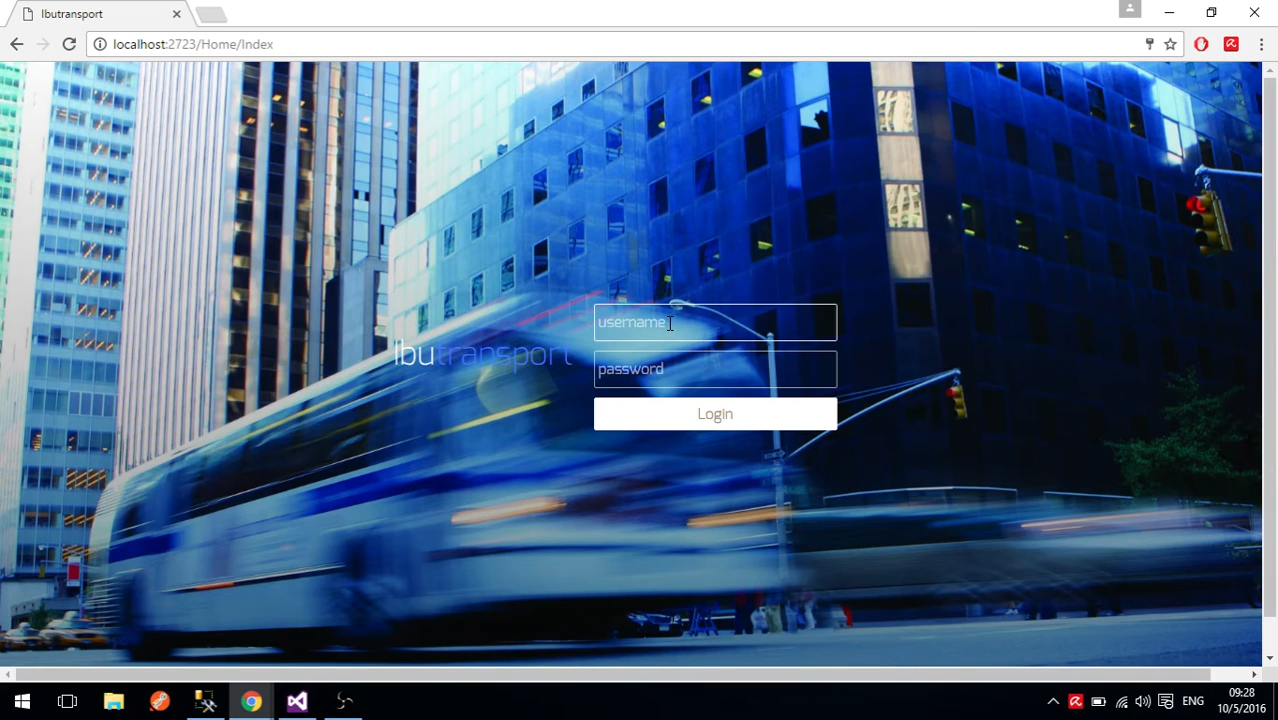 Ibutransport
localhost:2723/Home/Index
username
Ibutransport
password
Login
ENG
09:28
10/5/2016